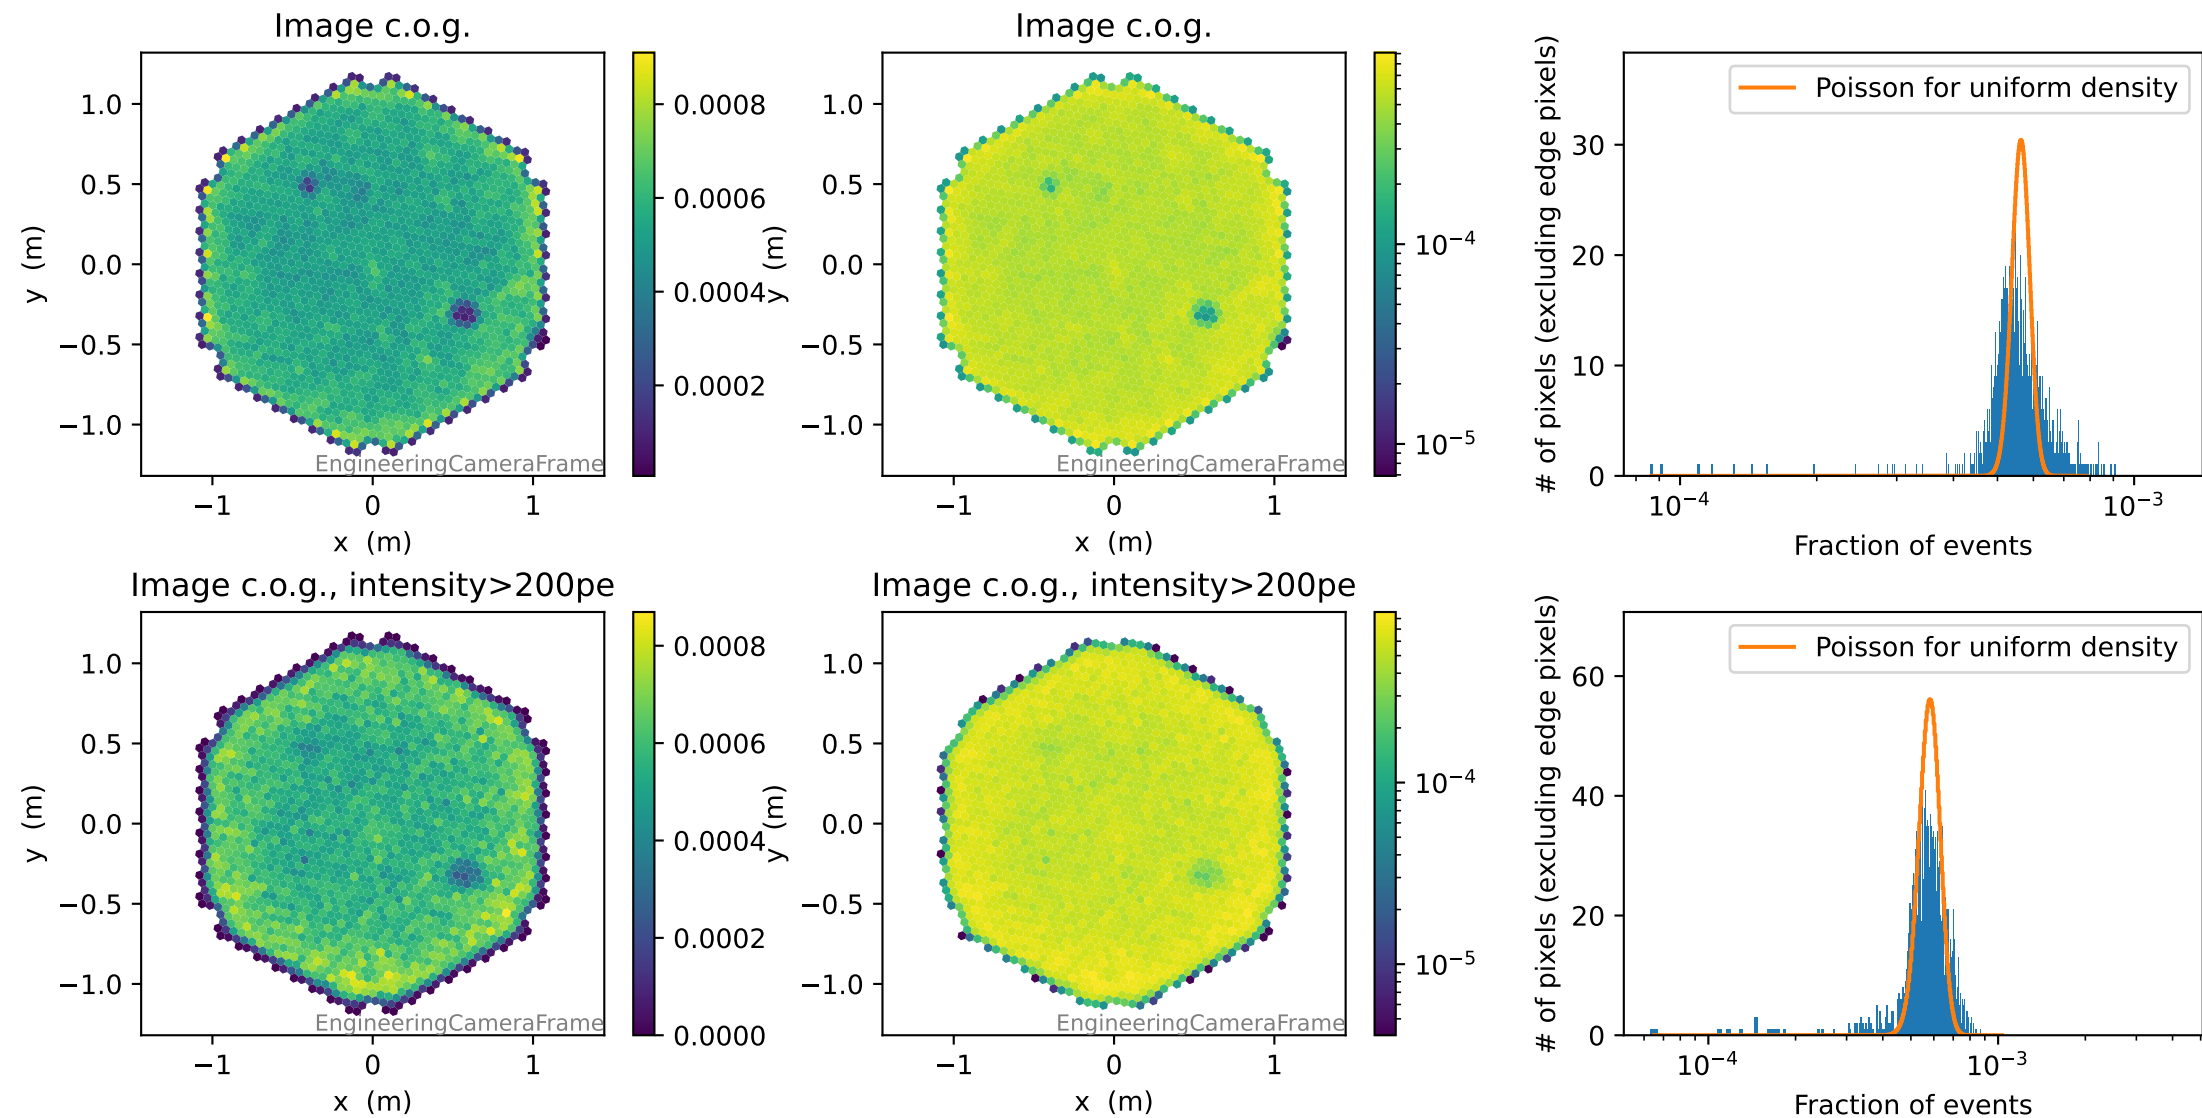 Image c.o.g.
1.0
0.5
0.0
−0.5
−1.0
y (m)
−1
0
1
x (m)
EngineeringCameraFrame
0.0008
0.0006
0.0004
0.0002
Image c.o.g.
1.0
0.5
0.0
−0.5
−1.0
y (m)
−1
0
1
x (m)
EngineeringCameraFrame
10⁻⁴
10⁻⁵
# of pixels (excluding edge pixels)
30
20
10
0
Poisson for uniform density
10⁻⁴
10⁻³
Fraction of events
Image c.o.g., intensity>200pe
1.0
0.5
0.0
−0.5
−1.0
y (m)
−1
0
1
x (m)
EngineeringCameraFrame
0.0008
0.0006
0.0004
0.0002
0.0000
Image c.o.g., intensity>200pe
1.0
0.5
0.0
−0.5
−1.0
y (m)
−1
0
1
x (m)
EngineeringCameraFrame
10⁻⁴
10⁻⁵
# of pixels (excluding edge pixels)
60
40
20
0
Poisson for uniform density
10⁻⁴
10⁻³
Fraction of events